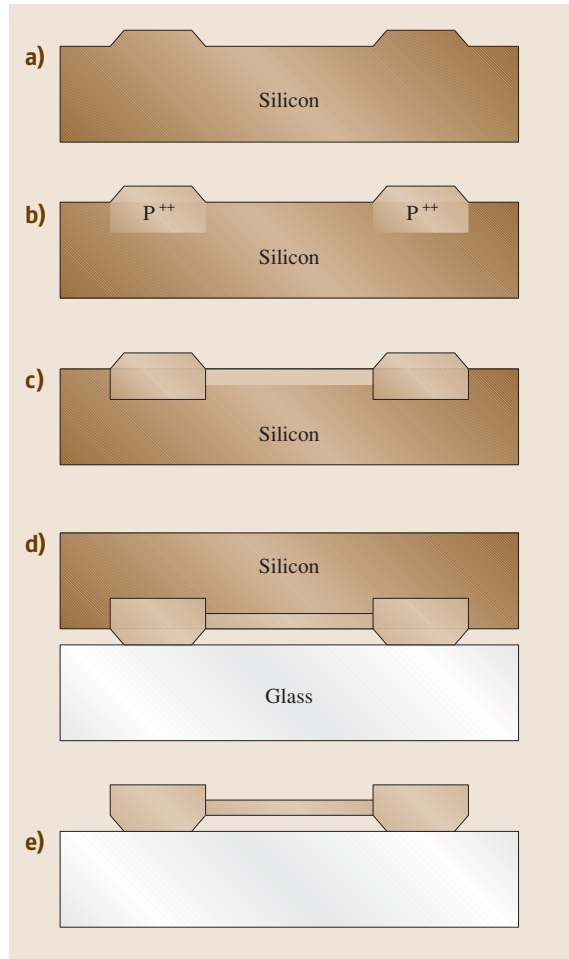 a)
Silicon
b)
P++ P++
Silicon
c)
Silicon
d)
Silicon
Glass
e)